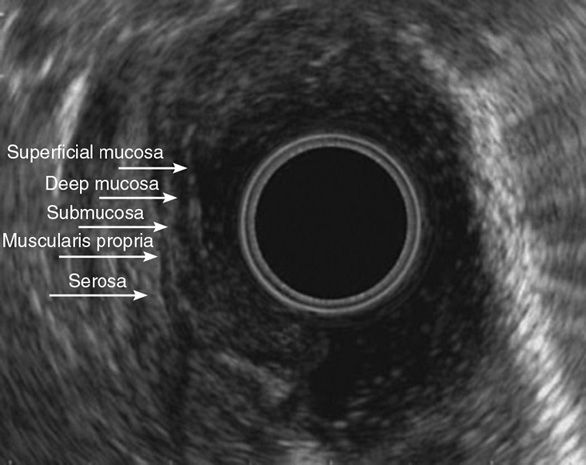 Superficial mucosa
Deep mucosa
Submucosa
Muscularis propria
Serosa